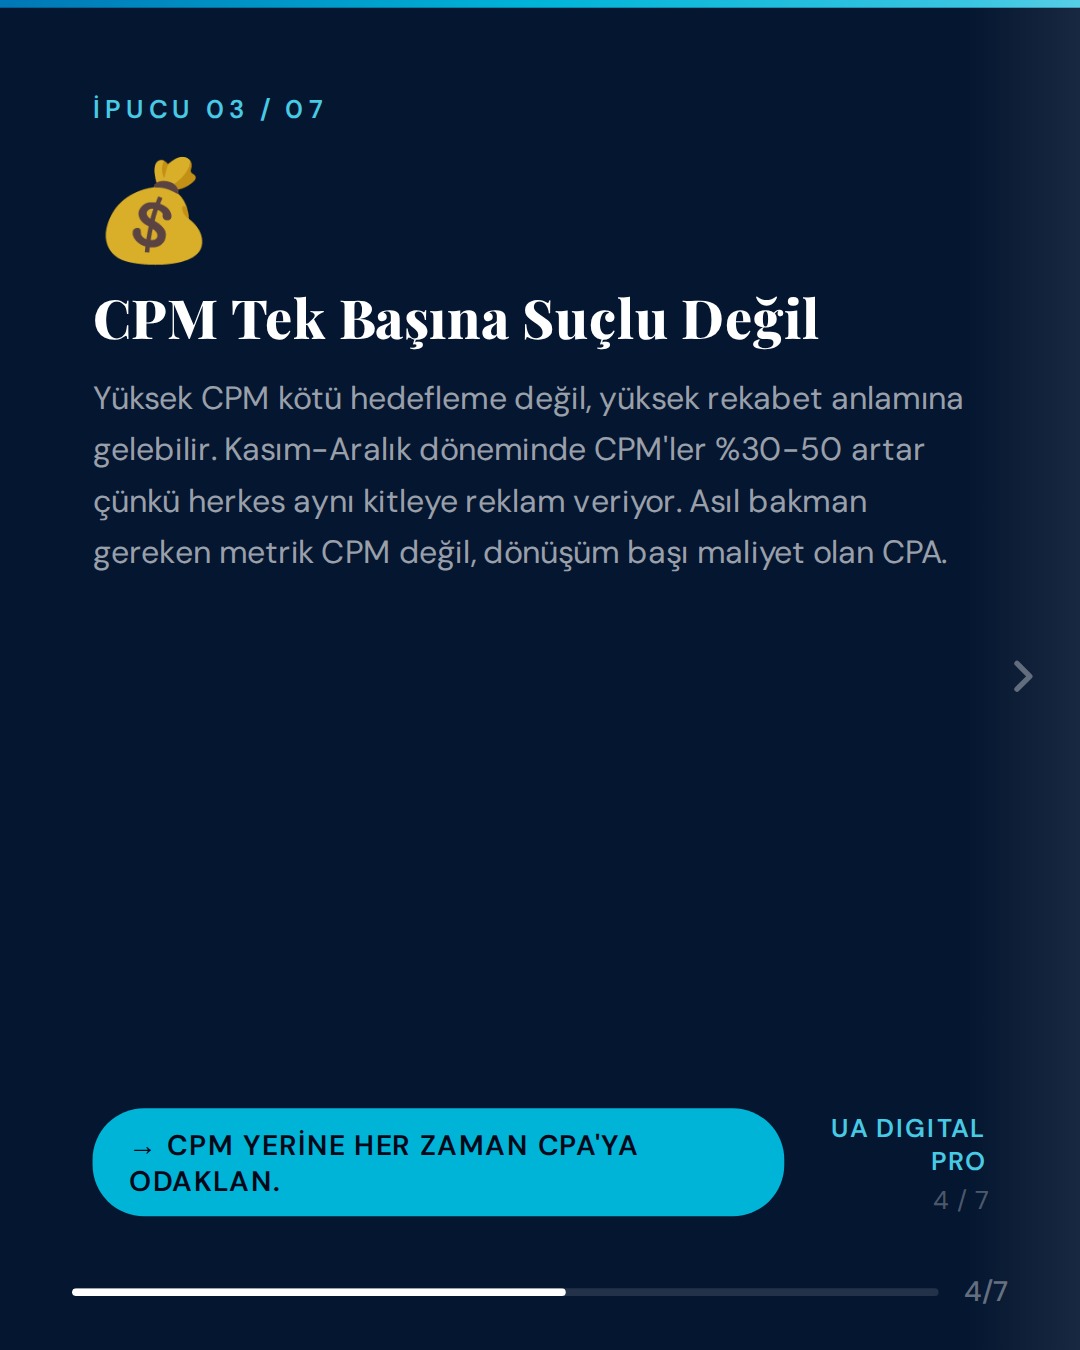 İPUCU 03 / 07
$
CPM Tek Başına Suçlu Değil
Yüksek CPM kötü hedefleme değil, yüksek rekabet anlamına
gelebilir. Kasım-Aralık döneminde CPM'ler %30-50 artar
çünkü herkes aynı kitleye reklam veriyor. Asıl bakman
gereken metrik CPM değil, dönüşüm başı maliyet olan CPA.
→ CPM YERİNE HER ZAMAN CPA'YA
ODAKLAN.
UA DIGITAL
PRO
4 / 7
4/7